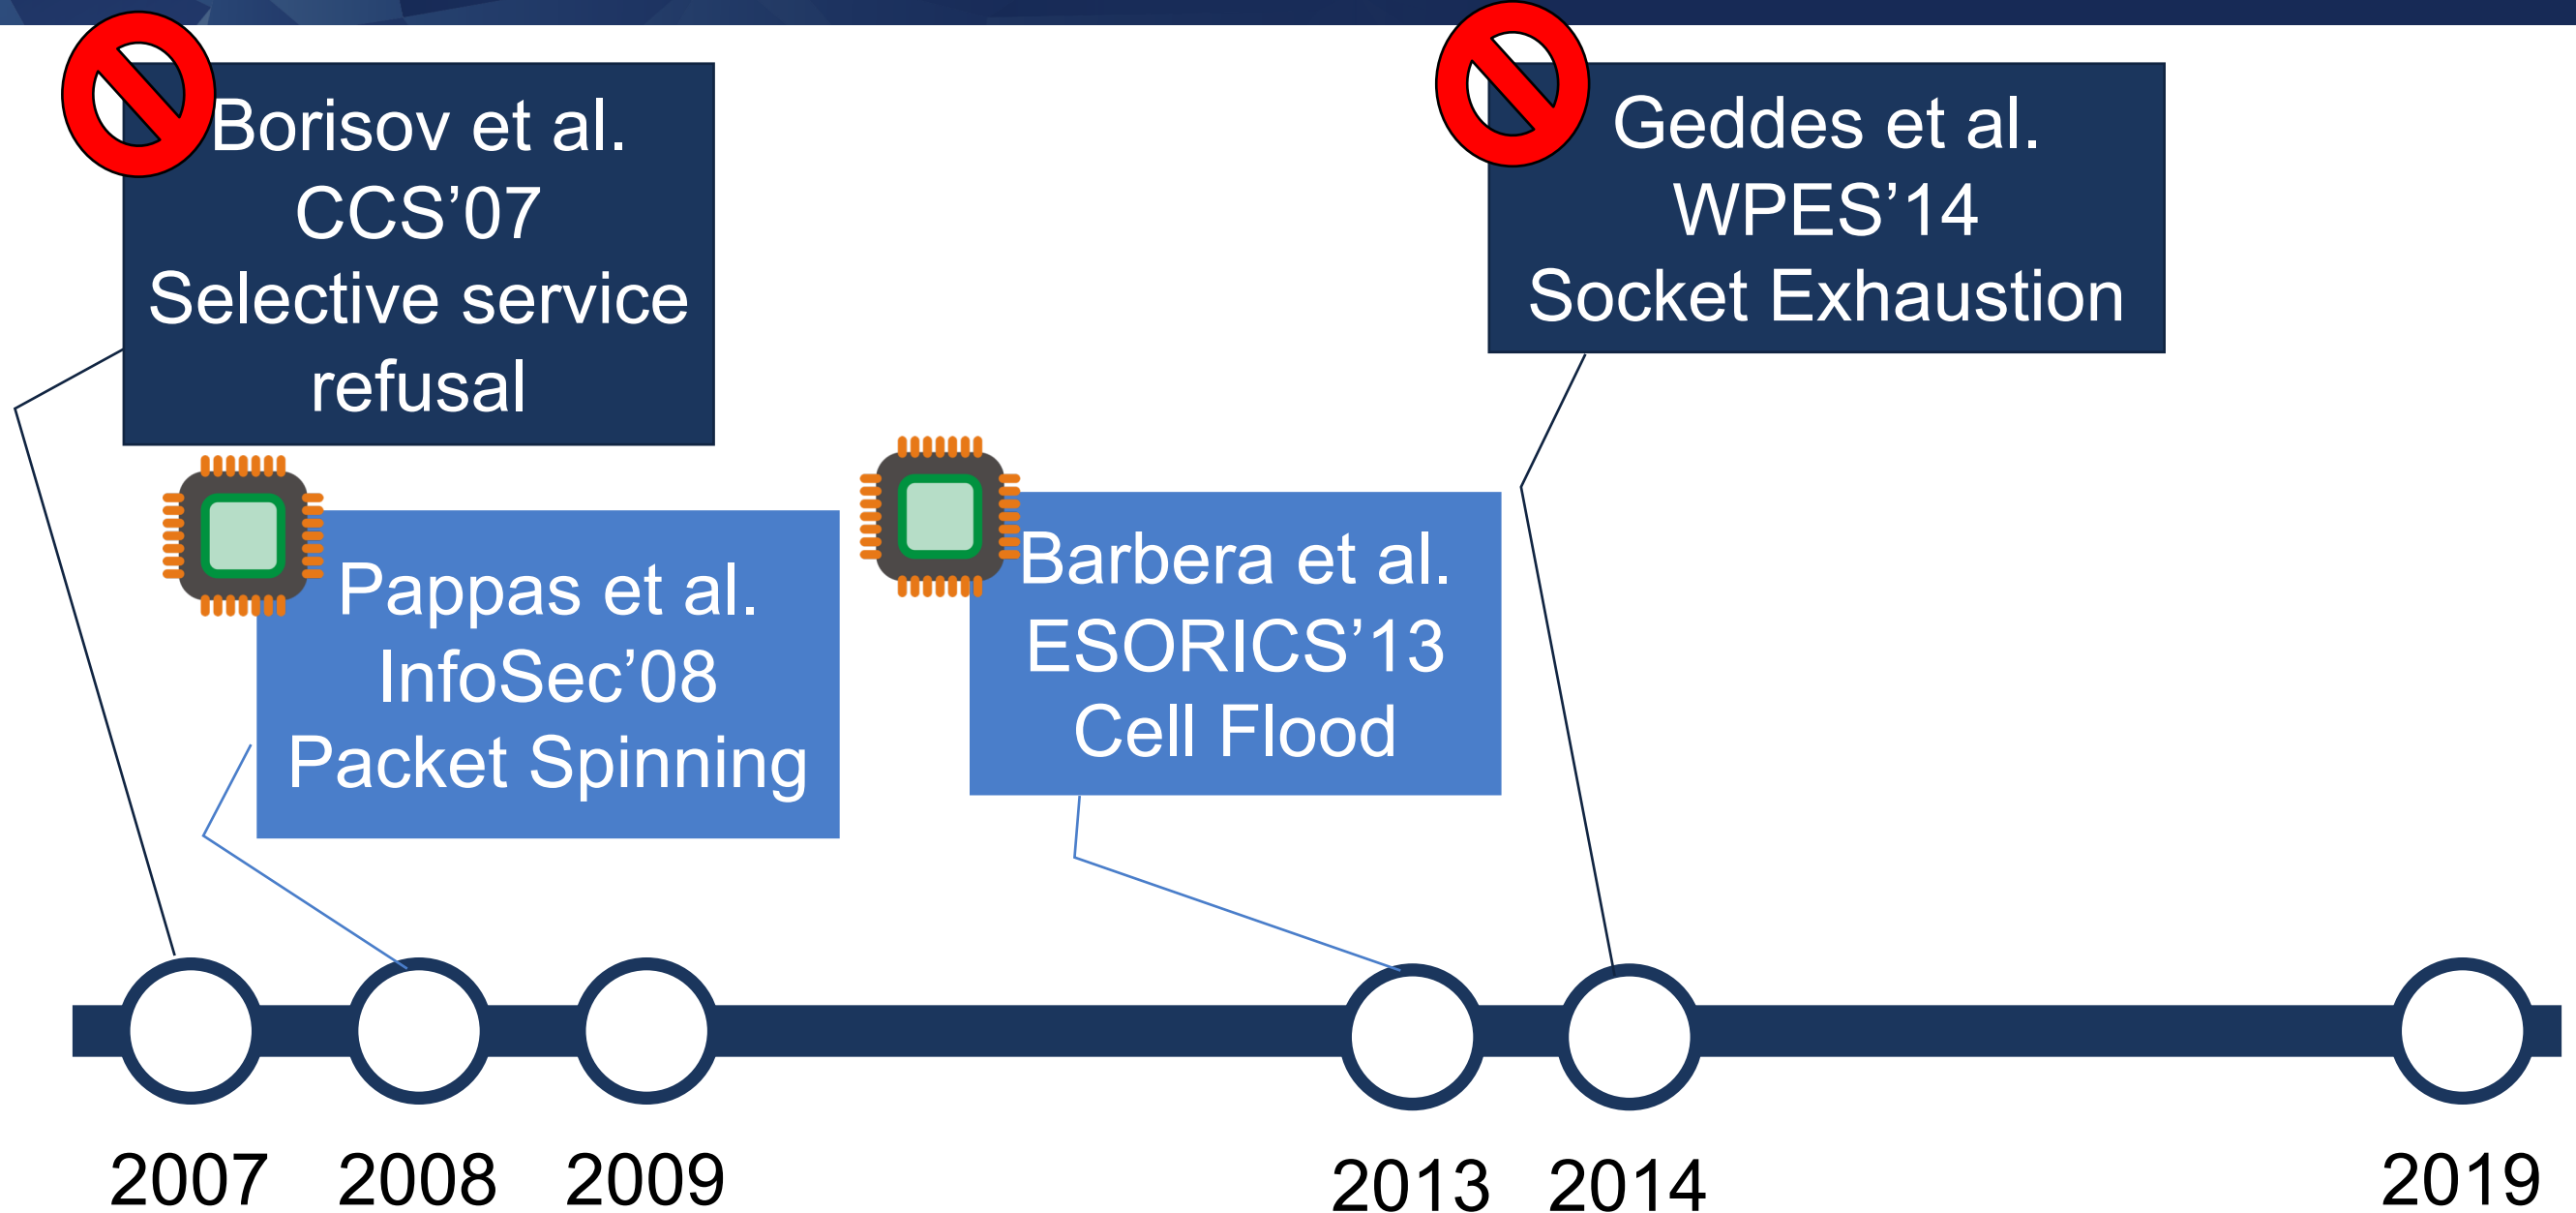 Borisov et al.
CCS’07
Selective service
refusal
Geddes et al.
WPES’14
Socket Exhaustion
Pappas et al.
InfoSec’08
Packet Spinning
Barbera et al.
ESORICS’13
Cell Flood
2007
2008
2009
2013
2014
2019